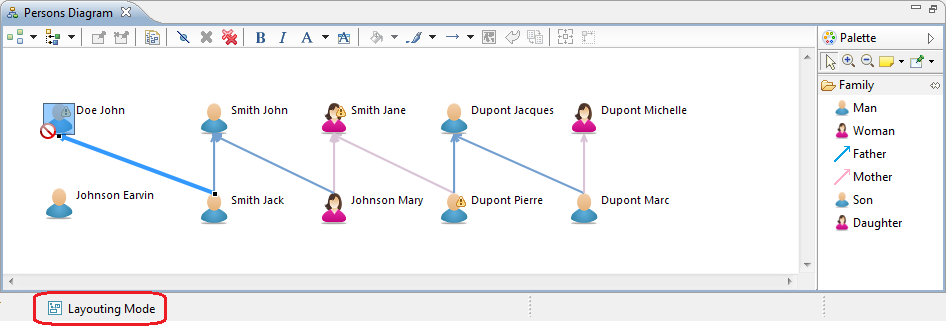 Persons Diagram
B I A
Palette
Family
Man
Woman
Father
Mother
Son
Daughter
Doe John
Smith John
Smith Jane
Dupont Jacques
Dupont Michelle
Johnson Earvin
Smith Jack
Johnson Mary
Dupont Pierre
Dupont Marc
Layouting Mode